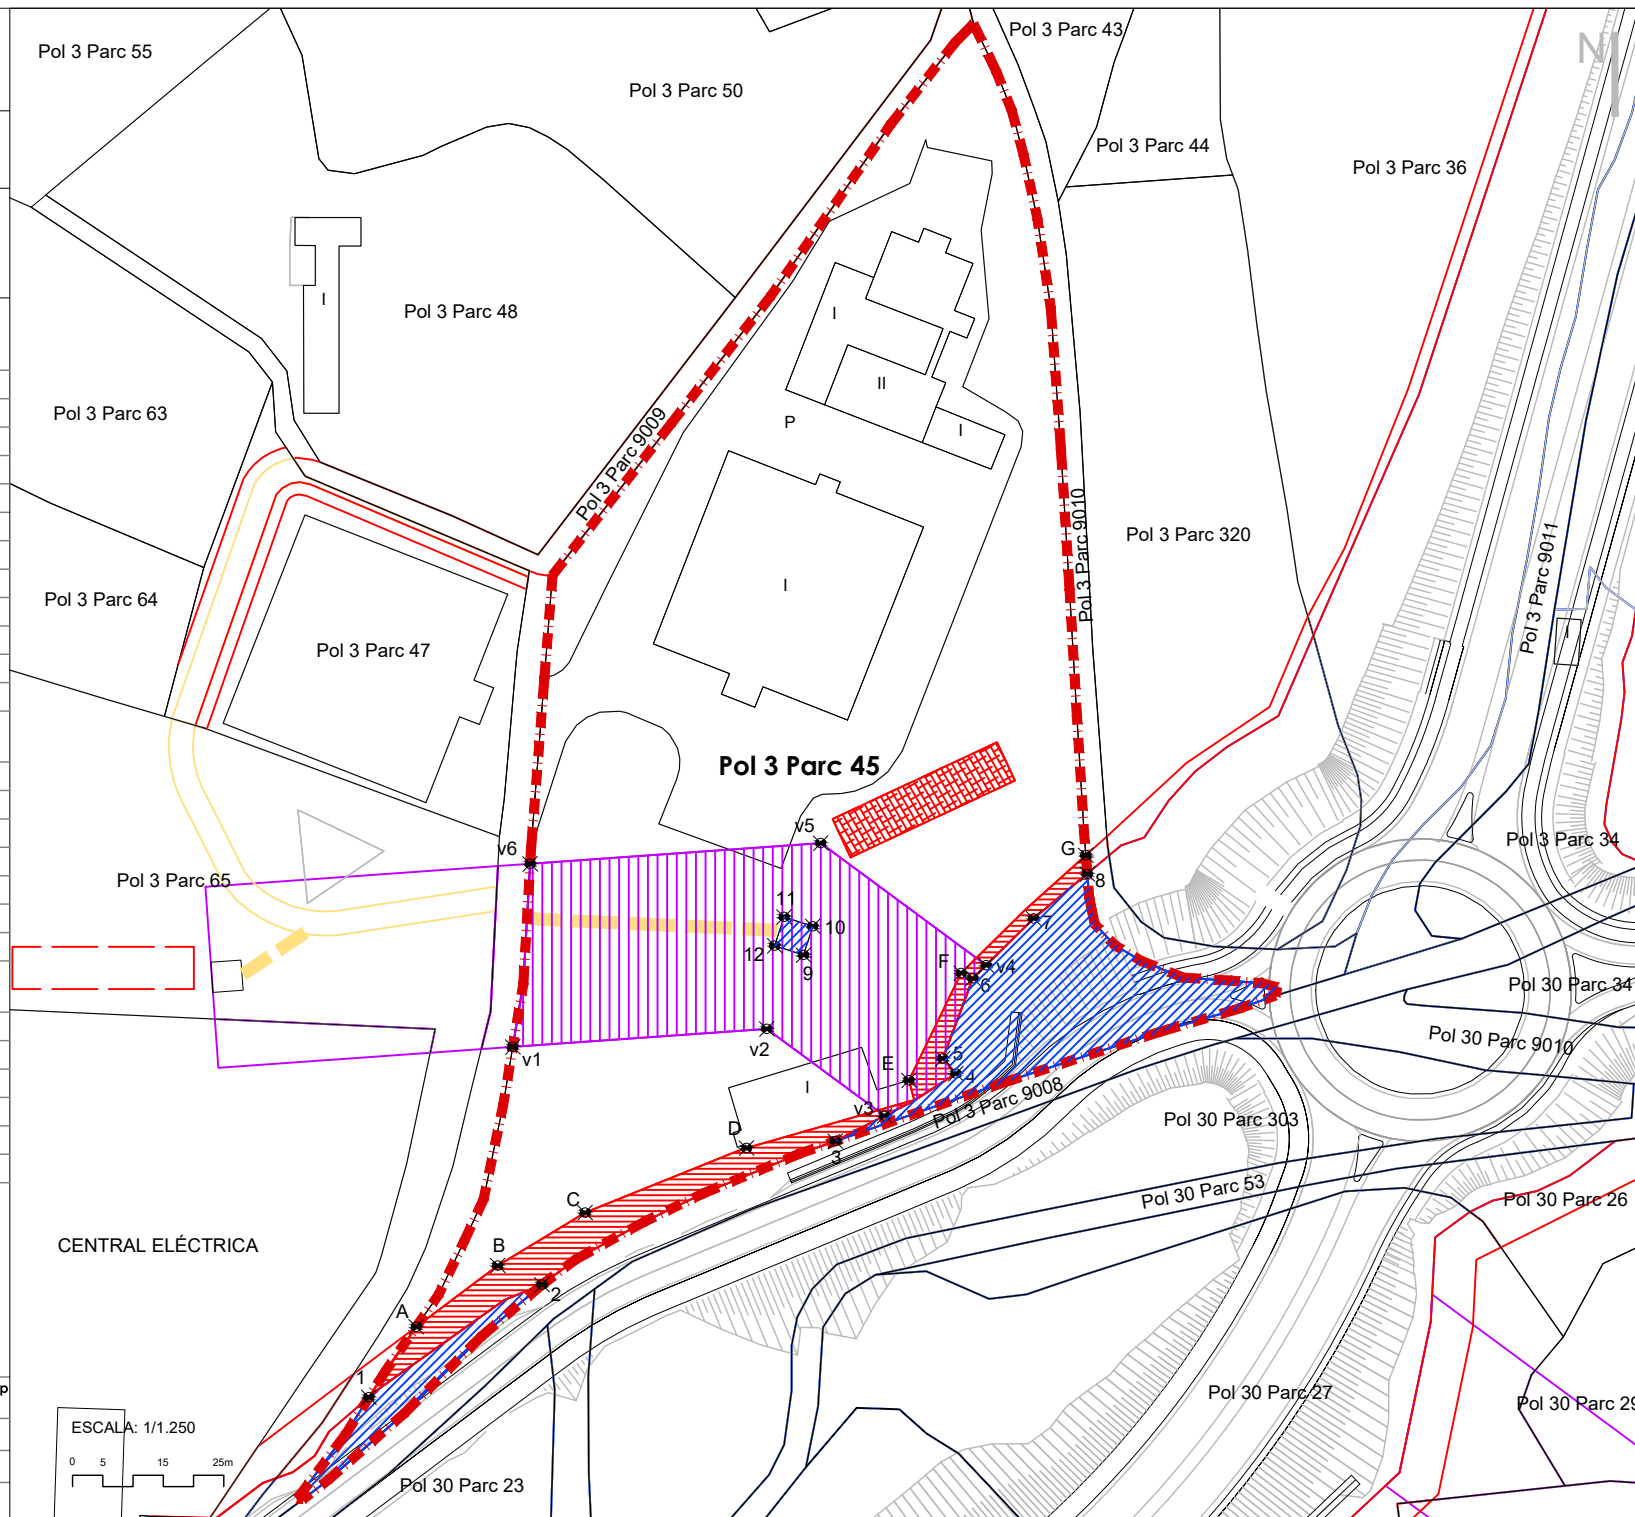 Pol 3 Parc 43
N
Pol 3 Parc 55
Pol 3 Parc 50
Pol 3 Parc 44
Pol 3 Parc 36
I
Pol 3 Parc 48
I
II
Pol 3 Parc 63
P
I
Pol 3 Parc 9009
Pol 3 Parc 9010
Pol 3 Parc 320
Pol 3 Parc 9011
I
Pol 3 Parc 64
I
Pol 3 Parc 47
Pol 3 Parc 45
v5
v6
G
Pol 3 Parc 34
Pol 3 Parc 65
8
11
7
10
12
9
F
v4
6
Pol 30 Parc 34
v2
v1
Pol 30 Parc 9010
5
E
4
I
v3
Pol 3 Parc 9008
D
3
Pol 30 Parc 303
C
Pol 30 Parc 53
Pol 30 Parc 26
CENTRAL ELÉCTRICA
B
2
A
1
p
Pol 30 Parc 27
Pol 30 Parc 29
ESCALA: 1/1.250
0 5 15 25m
Pol 30 Parc 23